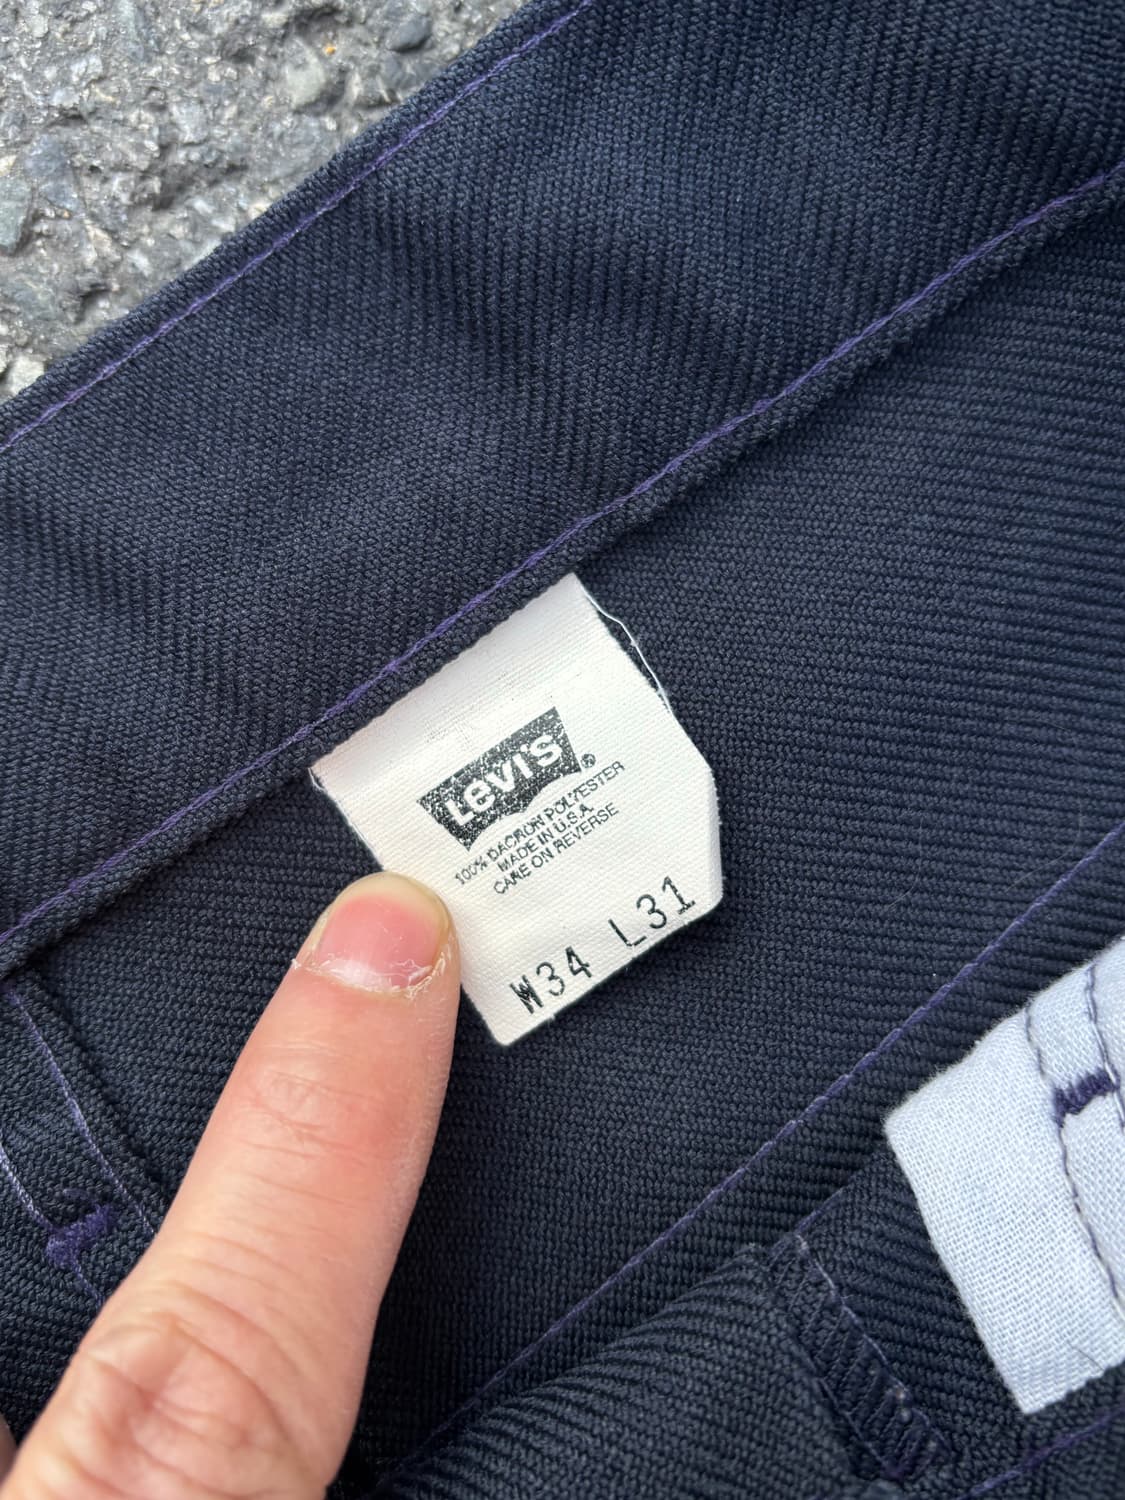 LEVI'S®
100% DACRON POLYESTER
MADE IN U.S.A.
CARE ON REVERSE
W34 L31